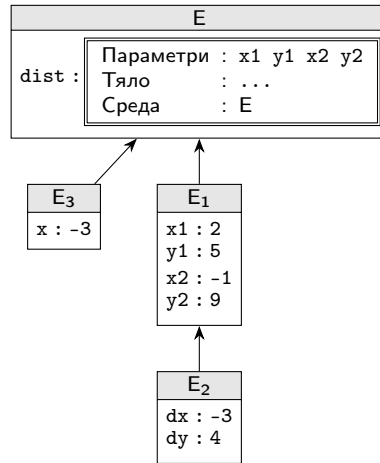 E
dist : Параметри : x1 y1 x2 y2
Тяло : ...
Среда : E
E₃
x : -3
E₁
x1 : 2
y1 : 5
x2 : -1
y2 : 9
E₂
dx : -3
dy : 4